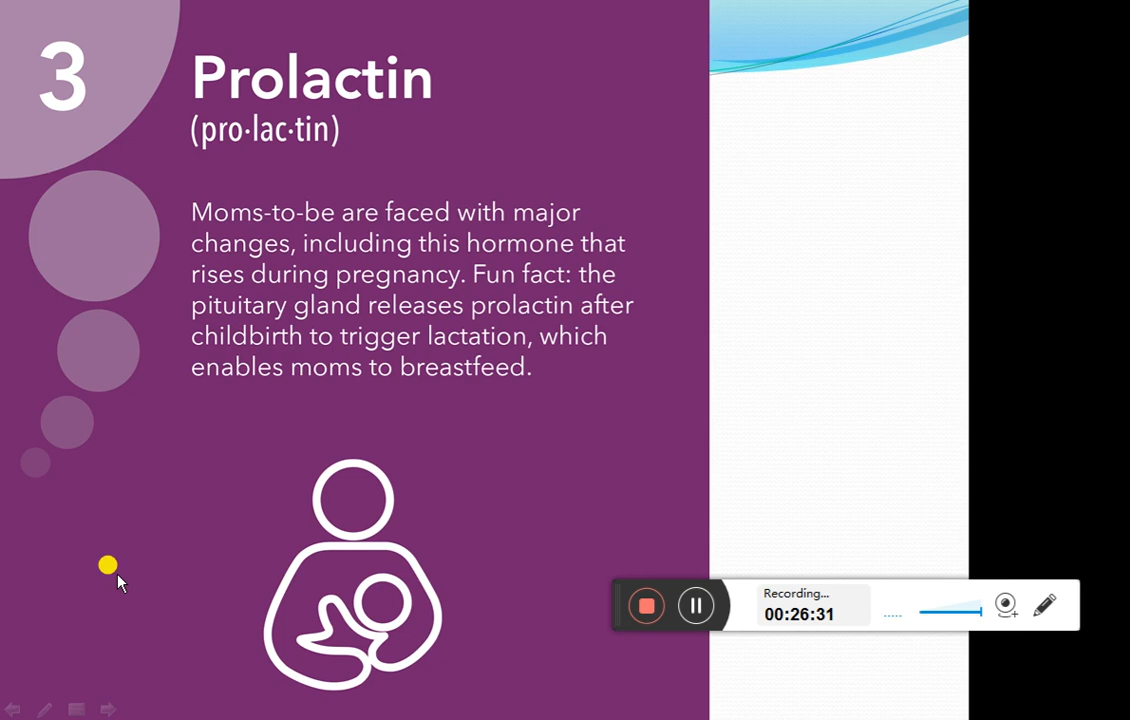 3
Prolactin
(pro·lac·tin)
Moms-to-be are faced with major
changes, including this hormone that
rises during pregnancy. Fun fact: the
pituitary gland releases prolactin after
childbirth to trigger lactation, which
enables moms to breastfeed.
Recording...
00:26:31